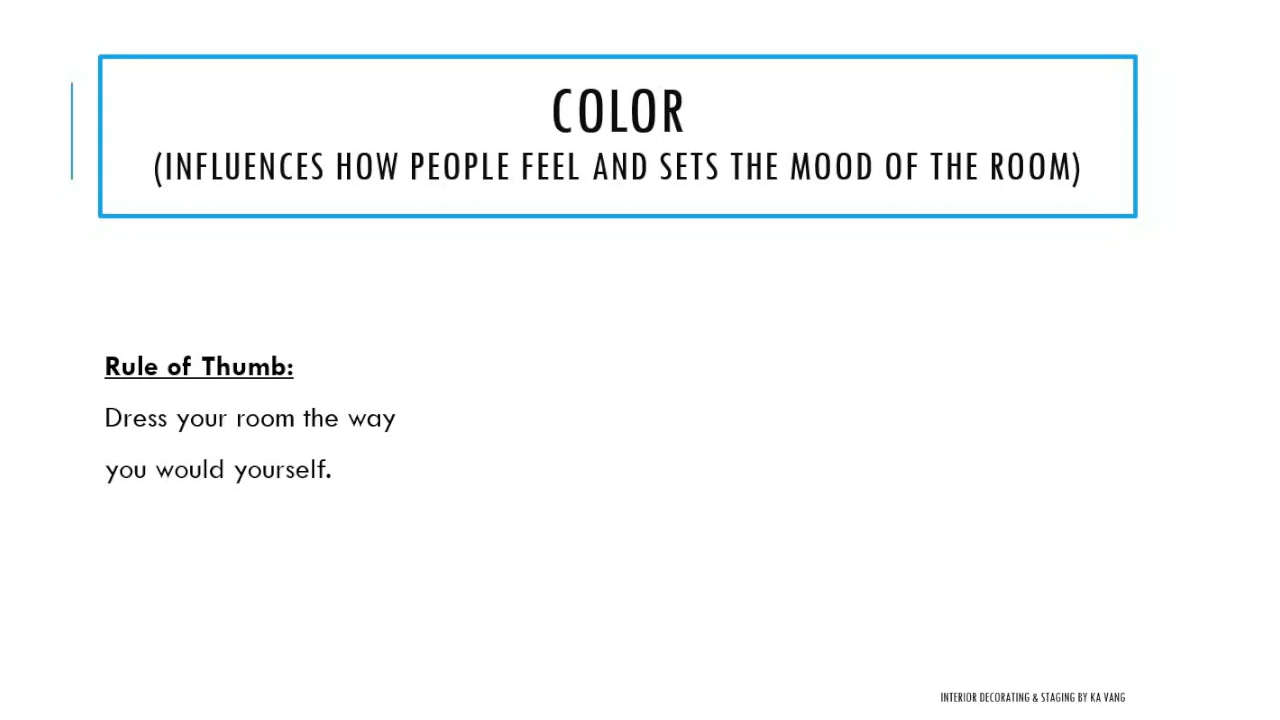 COLOR
(INFLUENCES HOW PEOPLE FEEL AND SETS THE MOOD OF THE ROOM)
Rule of Thumb:
Dress your room the way
you would yourself.
INTERIOR DECORATING & STAGING BY KA VANG